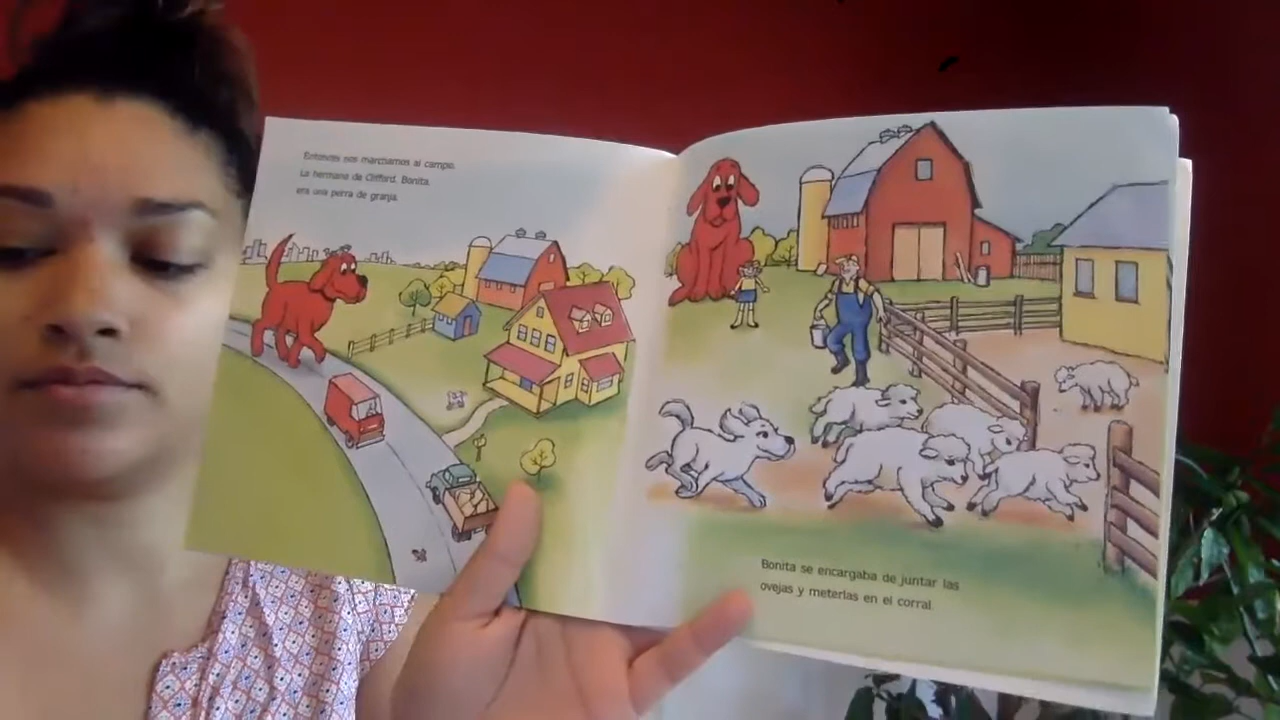 Entonces nos marchamos al campo.
La hermana de Clifford, Bonita,
era una perra de granja.
Bonita se encargaba de juntar las
ovejas y meterlas en el corral.